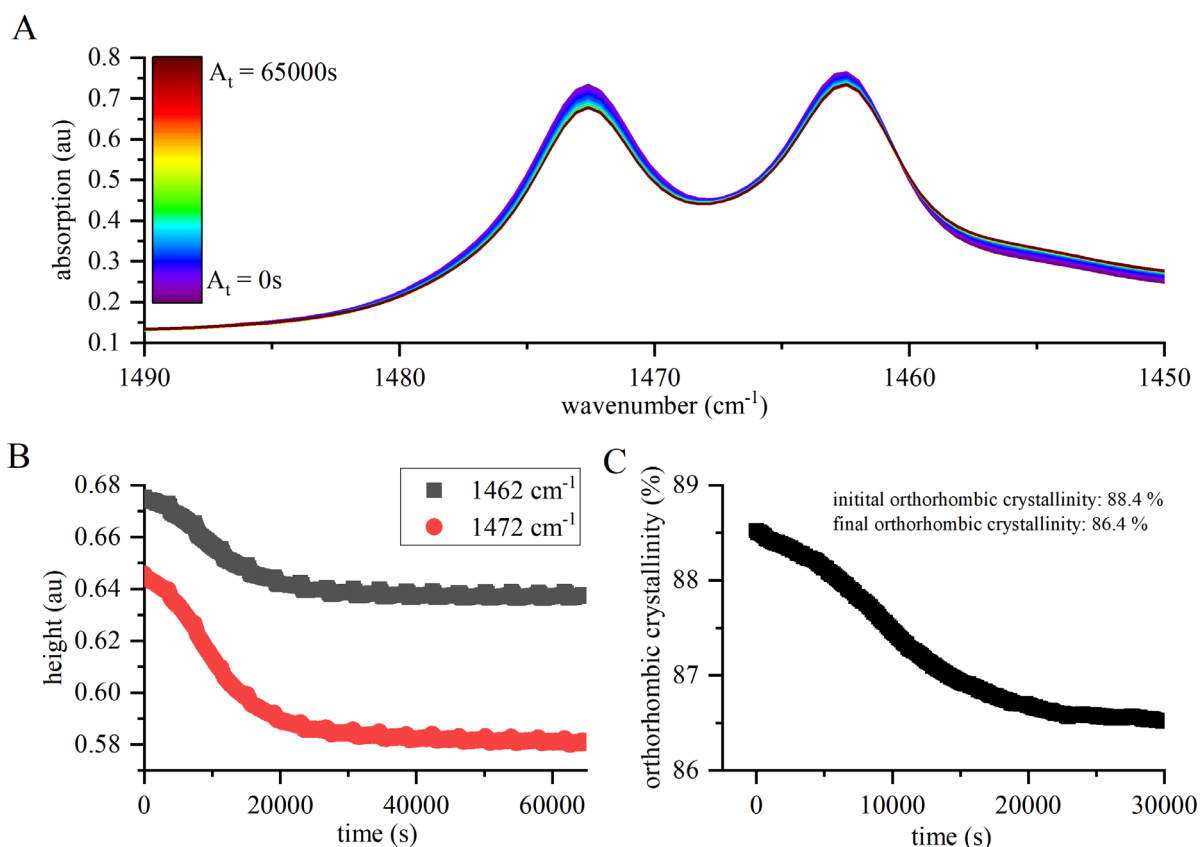 A
0.8
0.7
0.6
0.5
0.4
0.3
0.2
0.1
absorption (au)
At = 65000s
At = 0s
1490
1480
1470
1460
1450
wavenumber (cm-1)
B
0.68
0.66
0.64
0.62
0.60
0.58
height (au)
1462 cm-1
1472 cm-1
0
20000
40000
60000
time (s)
C
89
88
87
86
orthorhombic crystallinity (%)
initital orthorhombic crystallinity: 88.4 %
final orthorhombic crystallinity: 86.4 %
0
10000
20000
30000
time (s)